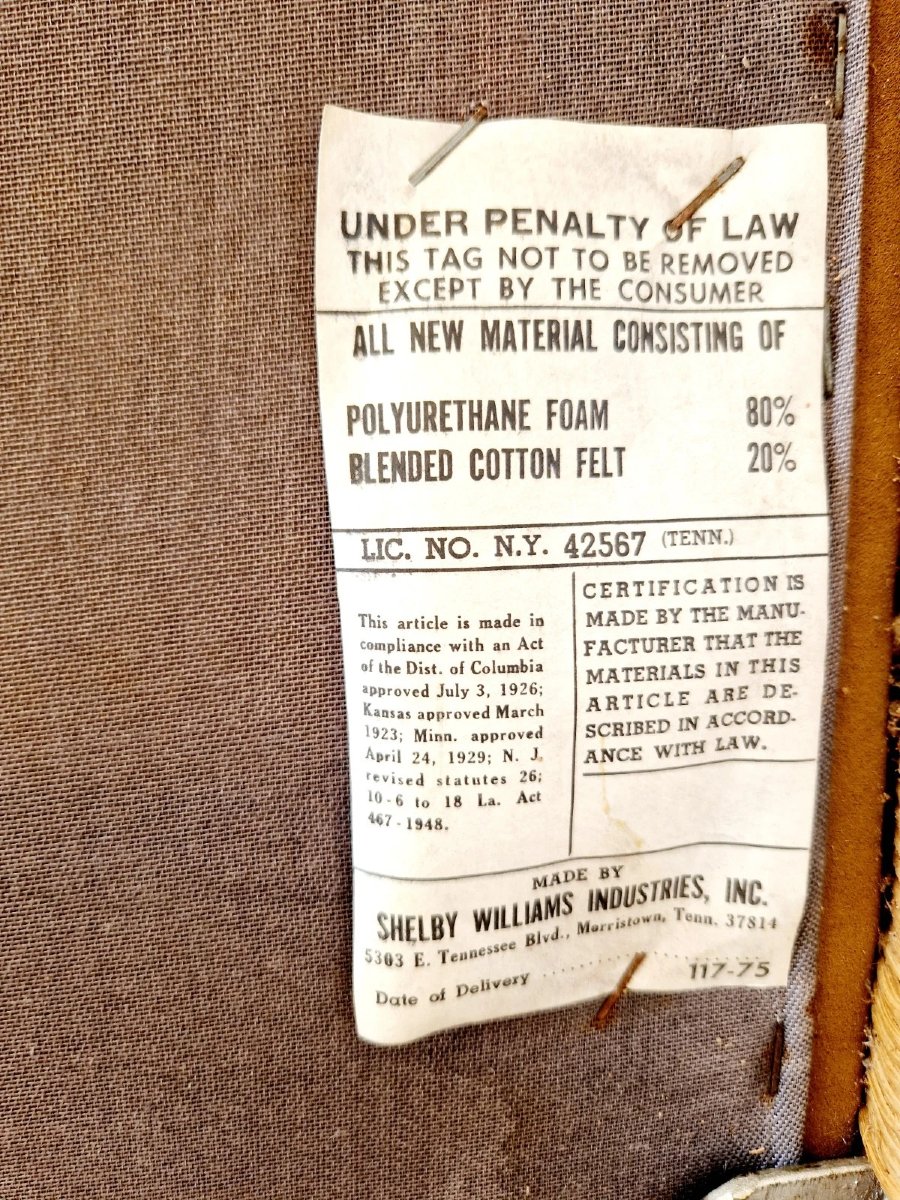 UNDER PENALTY OF LAW
THIS TAG NOT TO BE REMOVED
EXCEPT BY THE CONSUMER
ALL NEW MATERIAL CONSISTING OF
POLYURETHANE FOAM 80%
BLENDED COTTON FELT 20%
LIC. NO. N.Y. 42567 (TENN.)
This article is made in
compliance with an Act
of the Dist. of Columbia
approved July 3, 1926;
Kansas approved March
1923; Minn. approved
April 24, 1929; N. J.
revised statutes 26;
10-6 to 18 La. Act
467-1948.
CERTIFICATION IS
MADE BY THE MANU-
FACTURER THAT THE
MATERIALS IN THIS
ARTICLE ARE DE-
SCRIBED IN ACCORD-
ANCE WITH LAW.
MADE BY
SHELBY WILLIAMS INDUSTRIES, INC.
5303 E. Tennessee Blvd., Morristown, Tenn. 37814
Date of Delivery .................. 117-75